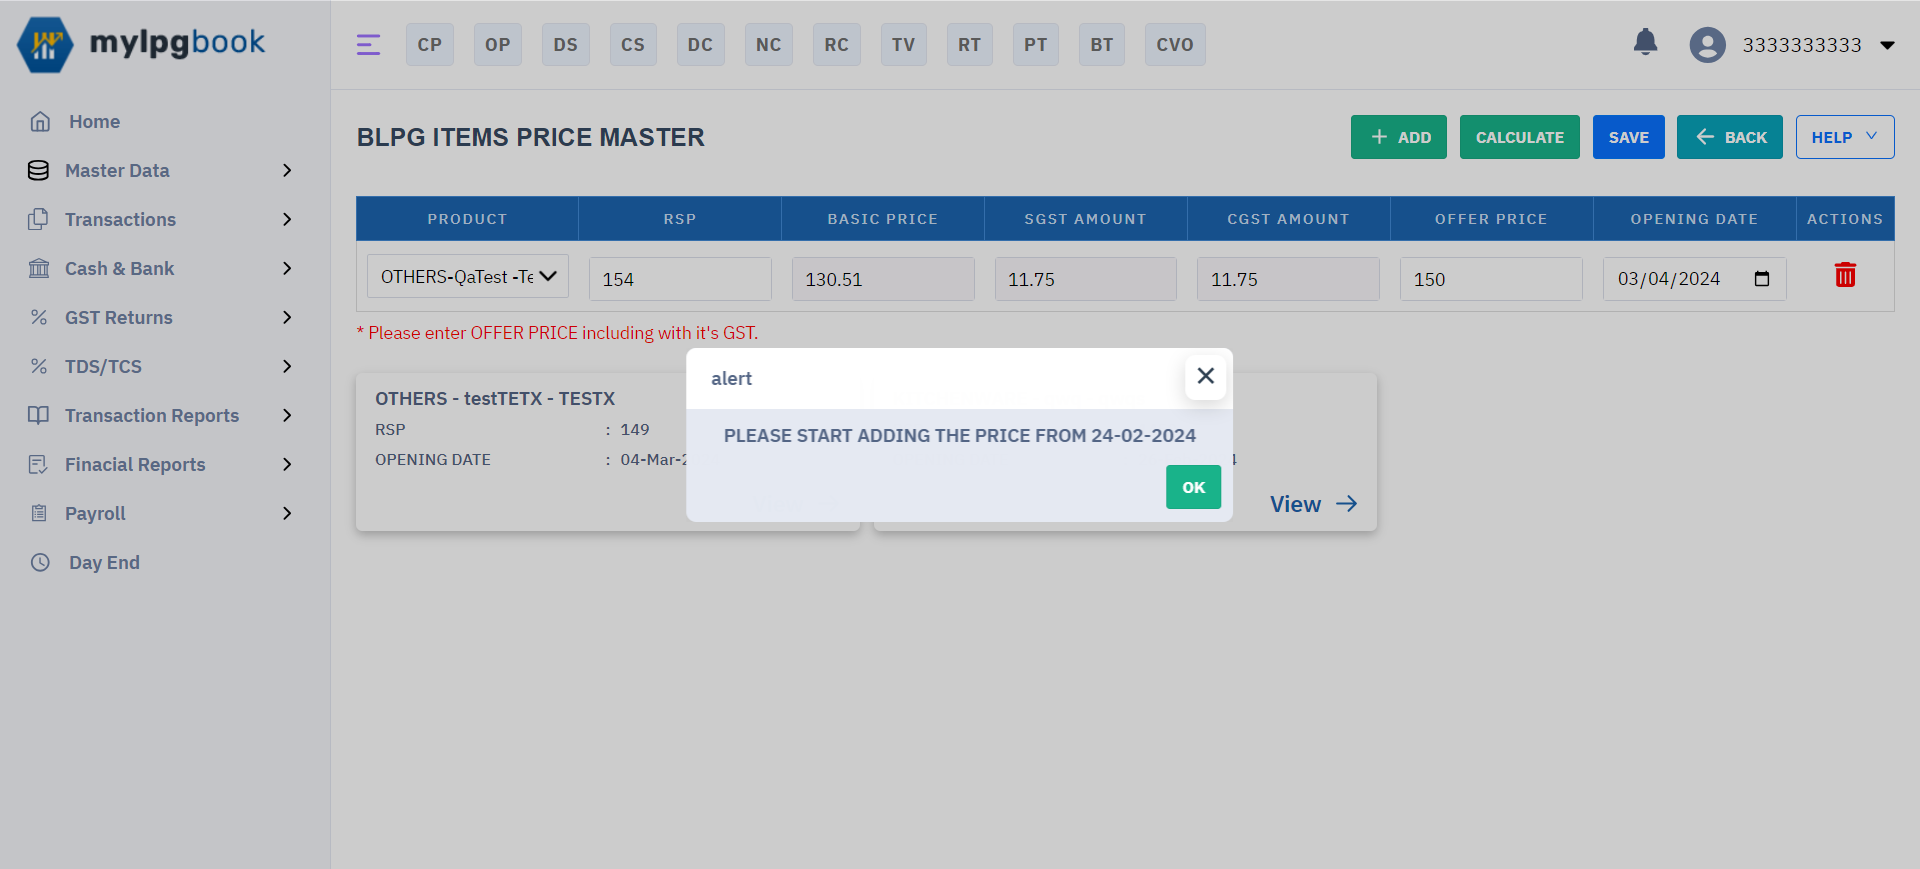 mylpgbook
CP OP DS CS DC NC RC TV RT PT BT CVO
3333333333
Home
Master Data
Transactions
Cash & Bank
GST Returns
TDS/TCS
Transaction Reports
Finacial Reports
Payroll
Day End
BLPG ITEMS PRICE MASTER
ADD CALCULATE SAVE BACK HELP
PRODUCT RSP BASIC PRICE SGST AMOUNT CGST AMOUNT OFFER PRICE OPENING DATE ACTIONS
OTHERS-QaTest -Te 154 130.51 11.75 11.75 150 03/04/2024
* Please enter OFFER PRICE including with it's GST.
OTHERS - testTETX - TESTX
RSP : 149
OPENING DATE : 04-Mar-2
View
alert
PLEASE START ADDING THE PRICE FROM 24-02-2024
OK